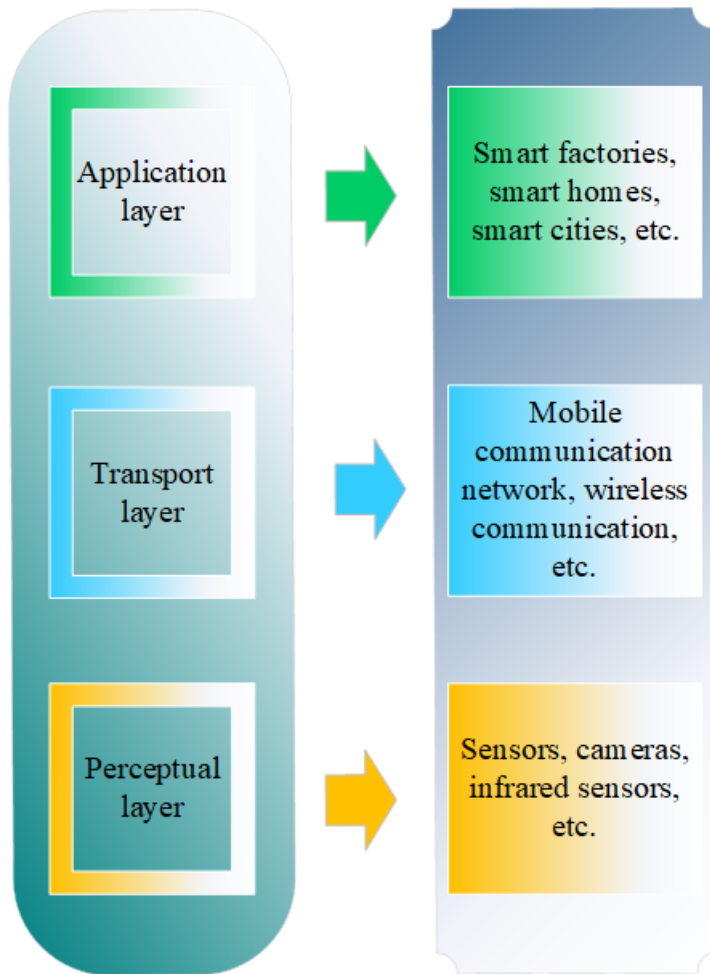 Application
layer
Smart factories,
smart homes,
smart cities, etc.
Transport
layer
Mobile
communication
network, wireless
communication,
etc.
Perceptual
layer
Sensors, cameras,
infrared sensors,
etc.